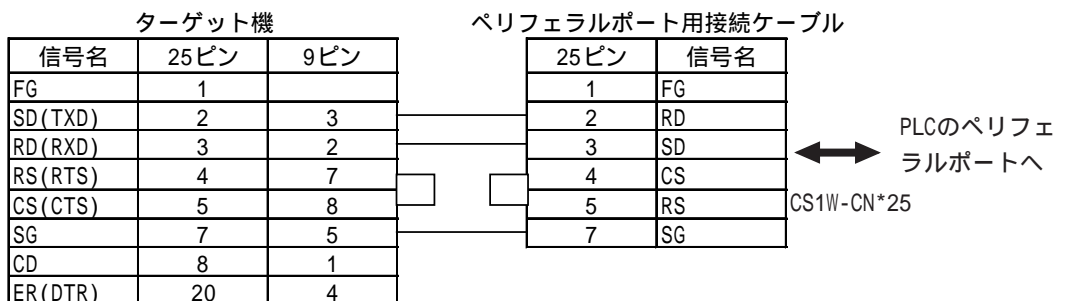 ターゲット機 ペリフェラルポート用接続ケーブル
信号名 25ピン 9ピン 25ピン 信号名
FG 1 1 FG
SD(TXD) 2 3 2 RD
RD(RXD) 3 2 3 SD
RS(RTS) 4 7 4 CS
CS(CTS) 5 8 5 RS
SG 7 5 7 SG
CD 8 1
ER(DTR) 20 4
PLCのペリフェ
ラルポートへ
CS1W-CN*25